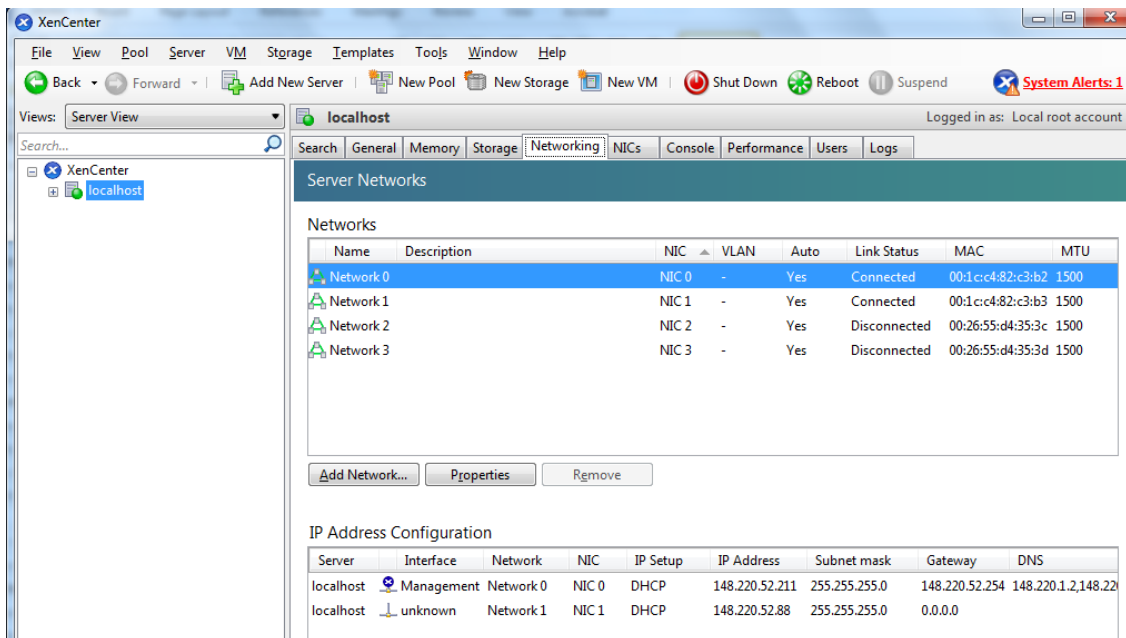 XenCenter
File View Pool Server VM Storage Templates Tools Window Help
Back Forward Add New Server New Pool New Storage New VM Shut Down Reboot Suspend System Alerts: 1
Views: Server View
localhost Logged in as: Local root account
Search...
Search General Memory Storage Networking NICs Console Performance Users Logs
XenCenter
localhost
Server Networks
Networks
Name Description NIC VLAN Auto Link Status MAC MTU
Network 0 NIC 0 - Yes Connected 00:1c:c4:82:c3:b2 1500
Network 1 NIC 1 - Yes Connected 00:1c:c4:82:c3:b3 1500
Network 2 NIC 2 - Yes Disconnected 00:26:55:d4:35:3c 1500
Network 3 NIC 3 - Yes Disconnected 00:26:55:d4:35:3d 1500
Add Network... Properties Remove
IP Address Configuration
Server Interface Network NIC IP Setup IP Address Subnet mask Gateway DNS
localhost Management Network 0 NIC 0 DHCP 148.220.52.211 255.255.255.0 148.220.52.254 148.220.1.2,148.22
localhost unknown Network 1 NIC 1 DHCP 148.220.52.88 255.255.255.0 0.0.0.0